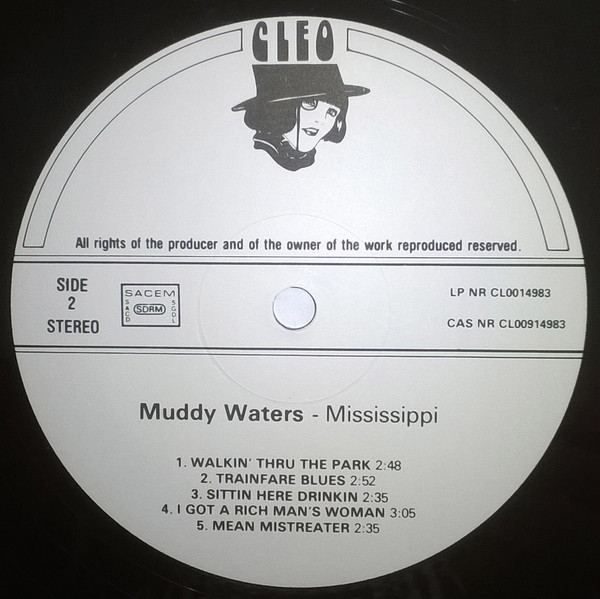 CLEO
All rights of the producer and of the owner of the work reproduced reserved.
SIDE
2
STEREO
SACEM
SACD
SDRM
SGDL
LP NR CL0014983
CAS NR CL00914983
Muddy Waters - Mississippi
1. WALKIN' THRU THE PARK 2:48
2. TRAINFARE BLUES 2:52
3. SITTIN HERE DRINKIN 2:35
4. I GOT A RICH MAN'S WOMAN 3:05
5. MEAN MISTREATER 2:35